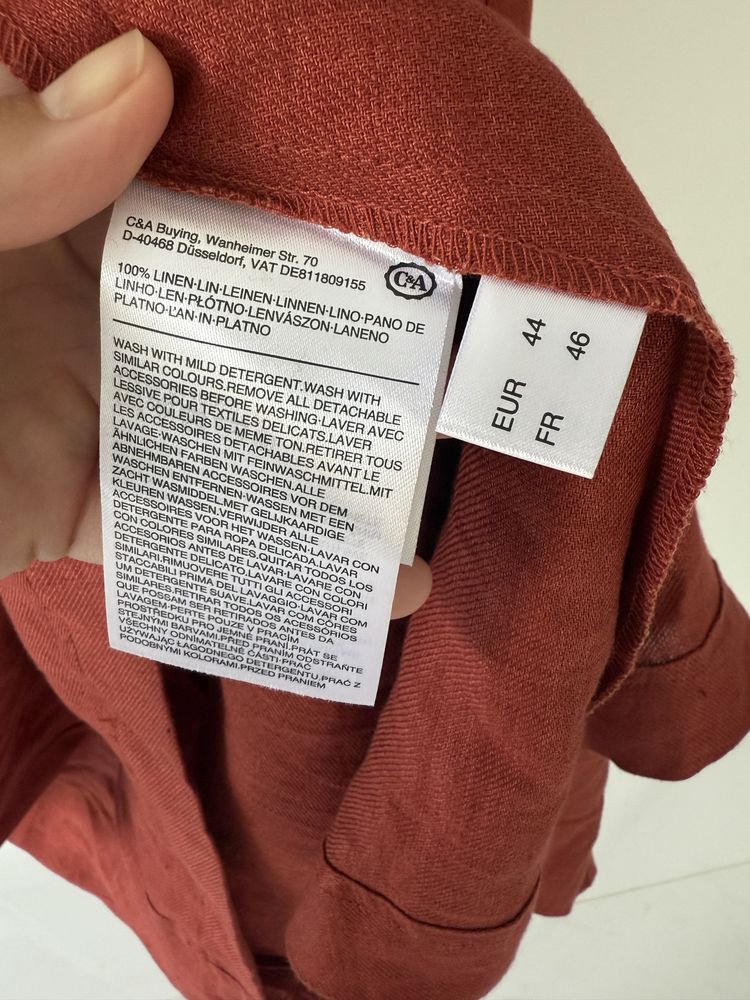 C&A Buying, Wanheimer Str. 70
D-40468 Düsseldorf, VAT DE811809155
C&A
100% LINEN·LIN·LEINEN·LINNEN·LINO·PANO DE
LINHO·LEN·PŁÓTNO·LENVÁSZON·LANENO
PLATNO·ĽAN·IN·PLATNO
WASH WITH MILD DETERGENT.WASH WITH
SIMILAR COLOURS.REMOVE ALL DETACHABLE
ACCESSORIES BEFORE WASHING·LAVER AVEC
LESSIVE POUR TEXTILES DELICATS.LAVER
AVEC COULEURS DE MEME TON.RETIRER TOUS
LES ACCESSOIRES DETACHABLES AVANT LE
LAVAGE·WASCHEN MIT FEINWASCHMITTEL.MIT
ÄHNLICHEN FARBEN WASCHEN.ALLE
ABNEHMBAREN ACCESSOIRES VOR DEM
WASCHEN ENTFERNEN·WASSEN MET EEN
ZACHT WASMIDDEL.MET GELIJKAARDIGE
KLEUREN WASSEN.VERWIJDER ALLE
ACCESSOIRES VOOR HET WASSEN·LAVAR CON
DETERGENTE PARA ROPA DELICADA.LAVAR
CON COLORES SIMILARES.QUITAR TODOS LOS
ACCESORIOS ANTES DE LAVAR·LAVARE CON
DETERGENTE DELICATO.LAVARE CON COLORI
SIMILARI.RIMUOVERE TUTTI GLI ACCESSORI
STACCABILI PRIMA DEL LAVAGGIO·LAVAR COM
UM DETERGENTE SUAVE.LAVAR COM CÔRES
SIMILARES.RETIRAR TODOS OS ACESSÓRIOS
QUE POSSAM SER RETIRADOS ANTES DA
LAVAGEM·PERTE POUZE V PRACÍM
PROSTŘEDKU PRO JEMNÉ PRANÍ.PRÁT SE
STEJNÝMI BARVAMI.PŘED PRANÍM ODSTRAŇTE
VŠECHNY ODNÍMATELNÉ ČÁSTI·PRAĆ
UŻYWAJĄC ŁAGODNEGO DETERGENTU.PRAĆ Z
PODOBNYMI KOLORAMI.PRZED PRANIEM
EUR 44
FR 46